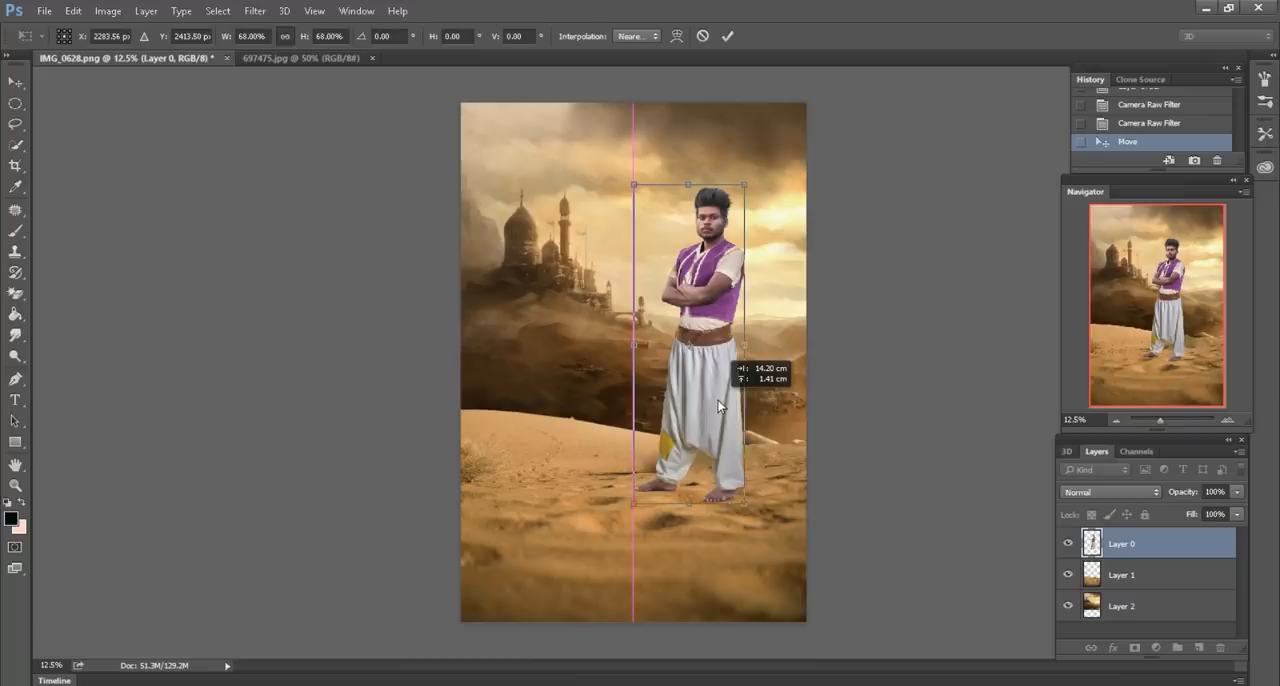 Ps File Edit Image Layer Type Select Filter 3D View Window Help
X: 2283.56 px Y: 2413.50 px W: 68.00% H: 68.00% 0.00 ° H: 0.00 ° V: 0.00 ° Interpolation: Neare... 3D
IMG_0628.png @ 12.5% (Layer 0, RGB/8) * × 697475.jpg @ 50% (RGB/8#) ×
History Clone Source
Camera Raw Filter
Camera Raw Filter
Move
Navigator
14.20 cm
1.41 cm
12.5%
3D Layers Channels
Kind
Normal Opacity: 100%
Lock: Fill: 100%
Layer 0
Layer 1
Layer 2
12.5% Doc: 51.3M/129.2M
Timeline